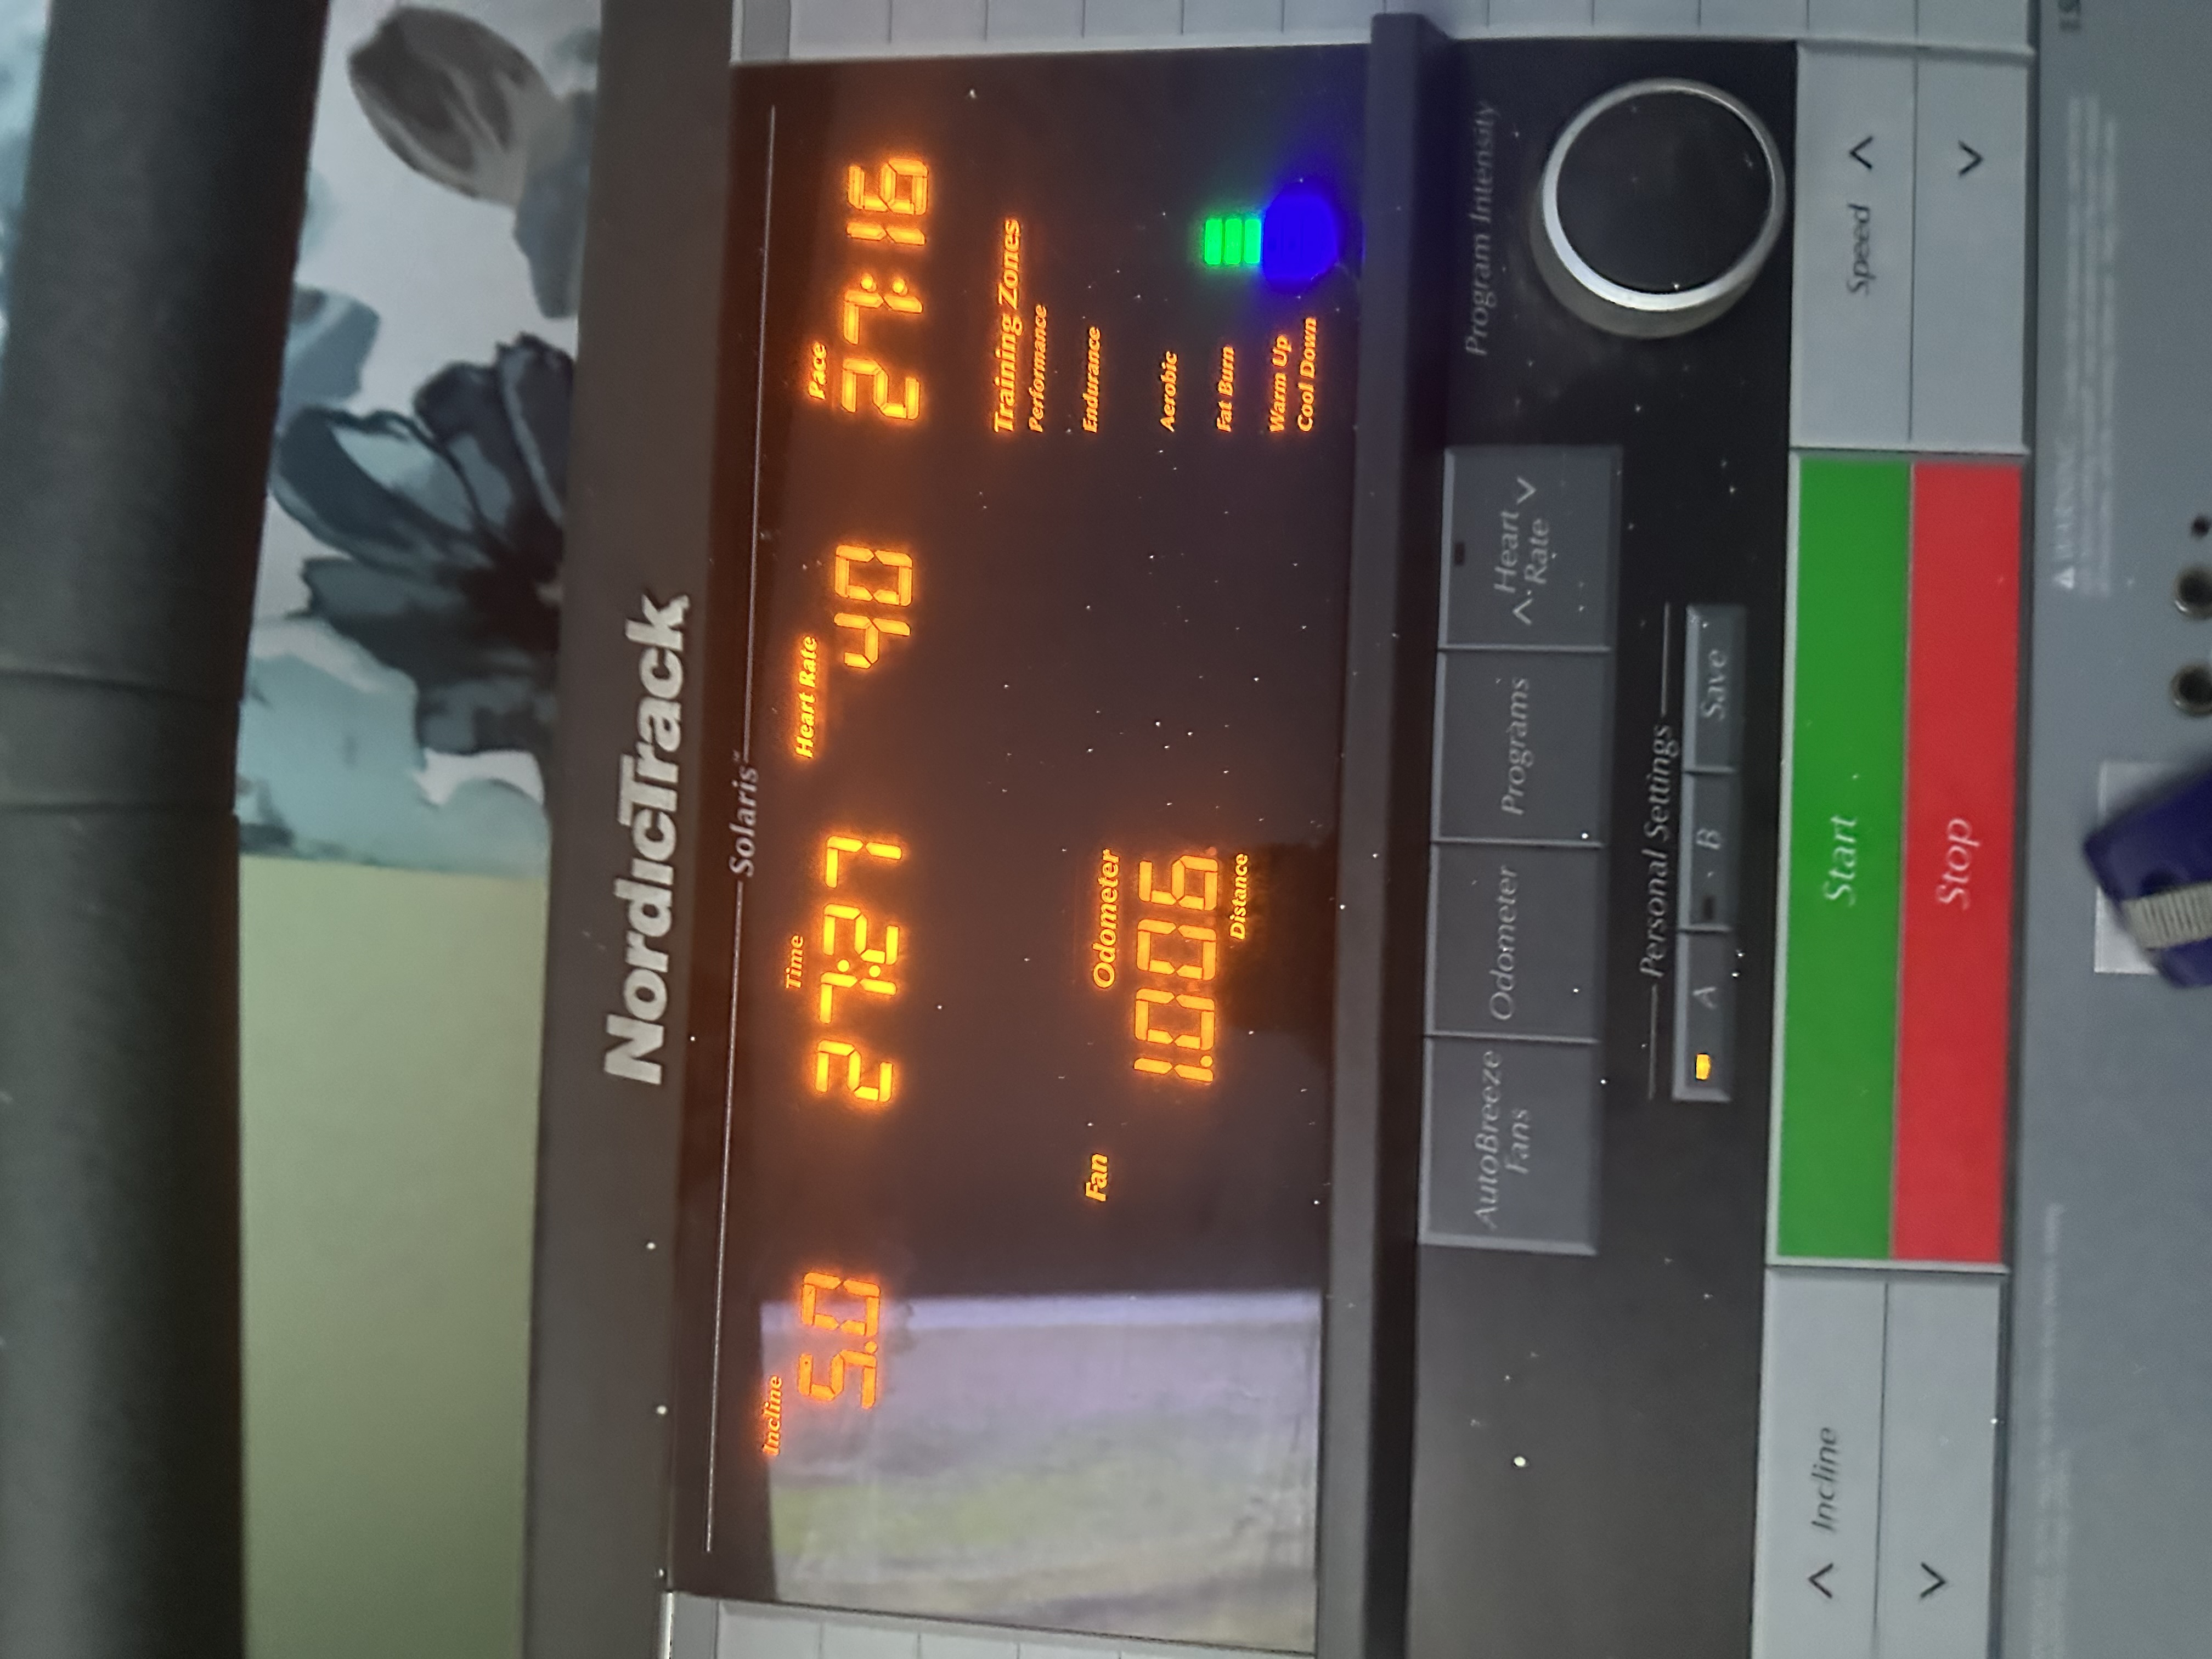 NordicTrack
Solaris™
Incline Time Heart Rate Pace
5.0 27:27 40 27:16
Training Zones
Performance
Endurance
Aerobic
Fat Burn
Warm Up
Cool Down
Fan Odometer
1.006
Distance
AutoBreeze
Fans
Odometer
Programs
∧ Heart ∨
Rate
Program Intensity
Personal Settings
A B Save
∧ Incline
∨
Start
Stop
Speed ∧
∨
WARNING: